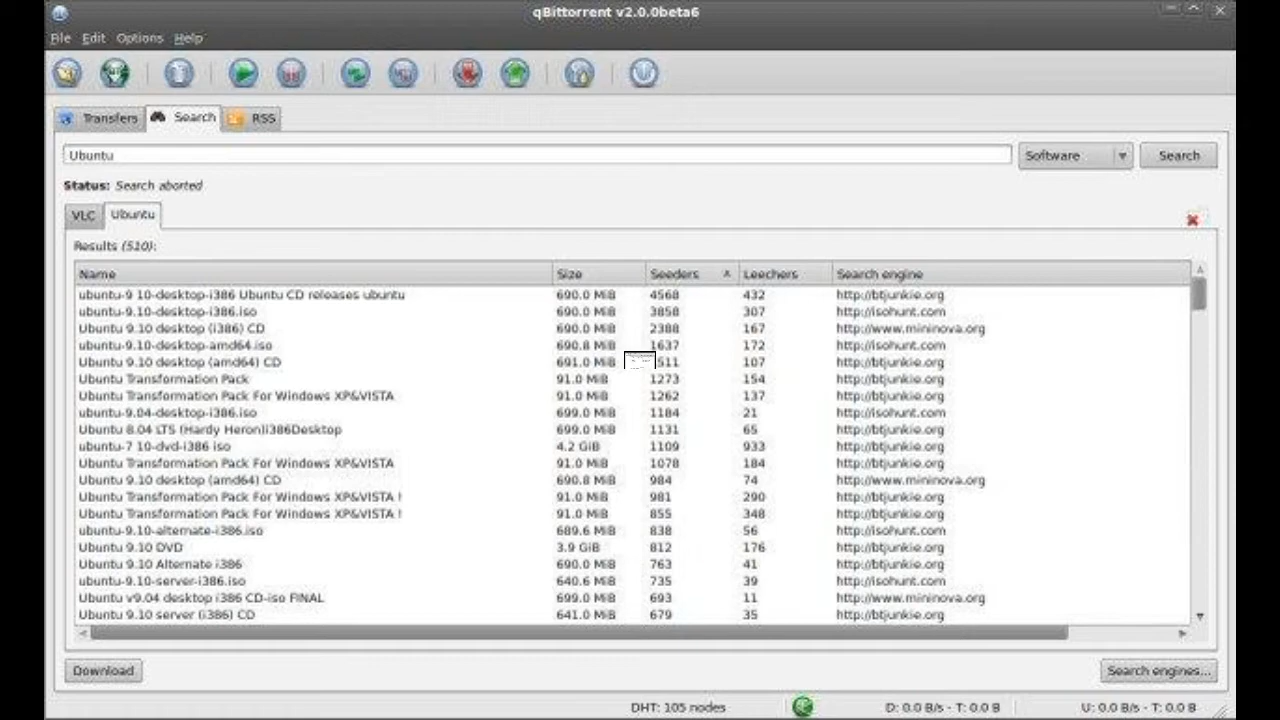 qBittorrent v2.0.0beta6
File Edit Options Help
Transfers Search RSS
Ubuntu Software Search
Status: Search aborted
VLC Ubuntu
Results (510):
Name Size Seeders Leechers Search engine
ubuntu-9 10-desktop-i386 Ubuntu CD releases ubuntu 690.0 MiB 4568 432 http://btjunkie.org
ubuntu-9.10-desktop-i386.iso 690.0 MiB 3858 307 http://isohunt.com
Ubuntu 9.10 desktop (i386) CD 690.0 MiB 2388 167 http://www.mininova.org
ubuntu-9.10-desktop-amd64.iso 690.8 MiB 1637 172 http://isohunt.com
Ubuntu 9.10 desktop (amd64) CD 691.0 MiB 511 107 http://btjunkie.org
Ubuntu Transformation Pack 91.0 MiB 1273 154 http://btjunkie.org
Ubuntu Transformation Pack For Windows XP&VISTA 91.0 MiB 1262 137 http://btjunkie.org
ubuntu-9.04-desktop-i386.iso 699.0 MiB 1184 21 http://isohunt.com
Ubuntu 8.04 LTS (Hardy Heron)i386Desktop 699.0 MiB 1131 65 http://btjunkie.org
ubuntu-7 10-dvd-i386 iso 4.2 GiB 1109 933 http://btjunkie.org
Ubuntu Transformation Pack For Windows XP&VISTA 91.0 MiB 1078 184 http://btjunkie.org
Ubuntu 9.10 desktop (amd64) CD 690.8 MiB 984 74 http://www.mininova.org
Ubuntu Transformation Pack For Windows XP&VISTA ! 91.0 MiB 981 290 http://btjunkie.org
Ubuntu Transformation Pack For Windows XP&VISTA ! 91.0 MiB 855 348 http://btjunkie.org
ubuntu-9.10-alternate-i386.iso 689.6 MiB 838 56 http://isohunt.com
Ubuntu 9.10 DVD 3.9 GiB 812 176 http://btjunkie.org
Ubuntu 9.10 Alternate i386 690.0 MiB 763 41 http://btjunkie.org
ubuntu-9.10-server-i386.iso 640.6 MiB 735 39 http://isohunt.com
Ubuntu v9.04 desktop i386 CD-iso FINAL 699.0 MiB 693 11 http://www.mininova.org
Ubuntu 9.10 server (i386) CD 641.0 MiB 679 35 http://btjunkie.org
Download Search engines...
DHT: 105 nodes D: 0.0 B/s - T: 0.0 B U: 0.0 B/s - T: 0.0 B